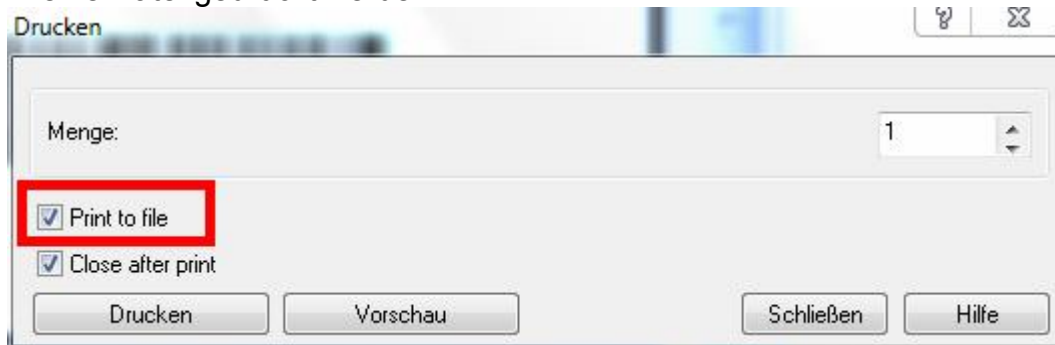 Drucken
Menge: 1
Print to file
Close after print
Drucken Vorschau Schließen Hilfe